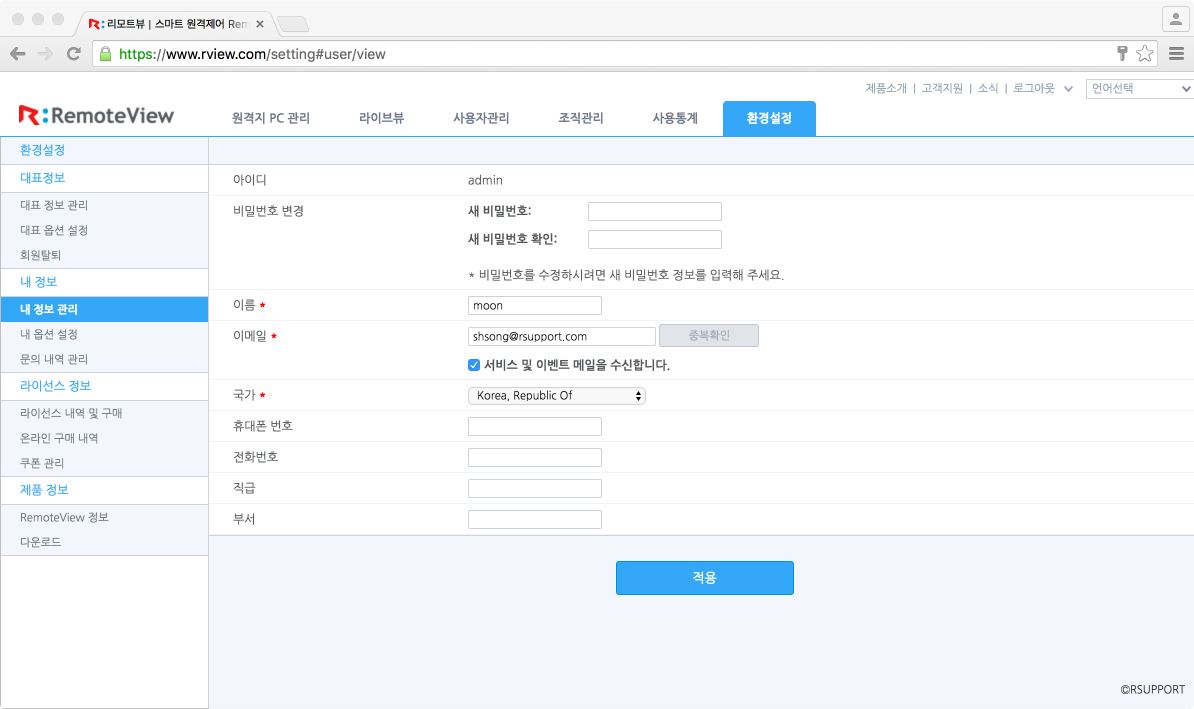 리모트뷰 | 스마트 원격제어 Rem
https://www.rview.com/setting#user/view
제품소개 | 고객지원 | 소식 | 로그아웃 언어선택
RemoteView
원격지 PC 관리 라이브뷰 사용자관리 조직관리 사용통계 환경설정
환경설정
대표정보
대표 정보 관리
대표 옵션 설정
회원탈퇴
내 정보
내 정보 관리
내 옵션 설정
문의 내역 관리
라이선스 정보
라이선스 내역 및 구매
온라인 구매 내역
쿠폰 관리
제품 정보
RemoteView 정보
다운로드
아이디 admin
비밀번호 변경 새 비밀번호:
새 비밀번호 확인:
* 비밀번호를 수정하시려면 새 비밀번호 정보를 입력해 주세요.
이름 * moon
이메일 * shsong@rsupport.com 중복확인
서비스 및 이벤트 메일을 수신합니다.
국가 * Korea, Republic Of
휴대폰 번호
전화번호
직급
부서
적용
©RSUPPORT